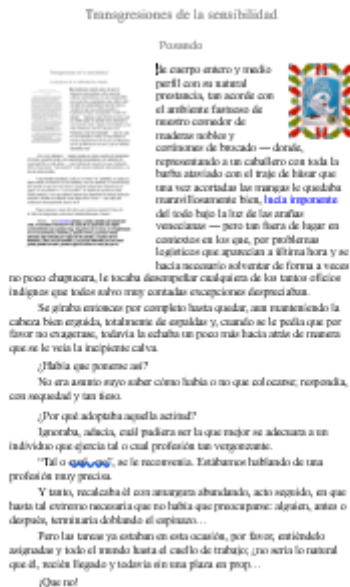 Transgresiones de la sensibilidad
Posando
de cuerpo entero y medio
perfil con su natural
prestancia, tan acorde con
el ambiente fastuoso de
nuestro comedor de
maderas nobles y
cortinones de brocado — donde,
representando a un caballero con toda la
barba ataviado con el traje de húsar que
una vez acortadas las mangas le quedaba
maravillosamente bien, hacía imponente
del todo bajo la luz de las arañas
venecianas — pero tan fuera de lugar en
contextos en los que, por problemas
logísticos que aparecían a última hora y se
hacía necesario solventar de forma a veces
no poco chapucera, le tocaba desempeñar cualquiera de los tantos oficios
indignos que todos salvo muy contadas excepciones despreciaban.
Se giraba entonces por completo hasta quedar, aun manteniendo la
cabeza bien erguida, totalmente de espaldas y, cuando se le pedía que por
favor no exagerase, todavía la echaba un poco más hacia atrás de manera
que se le veía la incipiente calva.
¿Había que ponerse así?
No era asunto suyo saber cómo había o no que colocarse, respondía,
con sequedad y tan tieso.
¿Por qué adoptaba aquella actitud?
Ignoraba, aducía, cuál pudiera ser la que mejor se adecuara a un
individuo que ejercía tal o cual profesión tan vergonzante.
"Tal o", se le reconvenía. Estábamos hablando de una
profesión muy precisa.
Y tanto, recalcaba él con amargura abundando, acto seguido, en que
hasta tal extremo necesaria que no había que preocuparse: alguien, antes o
después, terminaría doblando el espinazo…
Pero las tareas ya estaban en esta ocasión, por favor, entiéndelo
asignadas y todo el mundo hasta el cuello de trabajo; ¿no sería lo natural
que él, recién llegado y todavía sin una plaza en prop…
¡Que no!